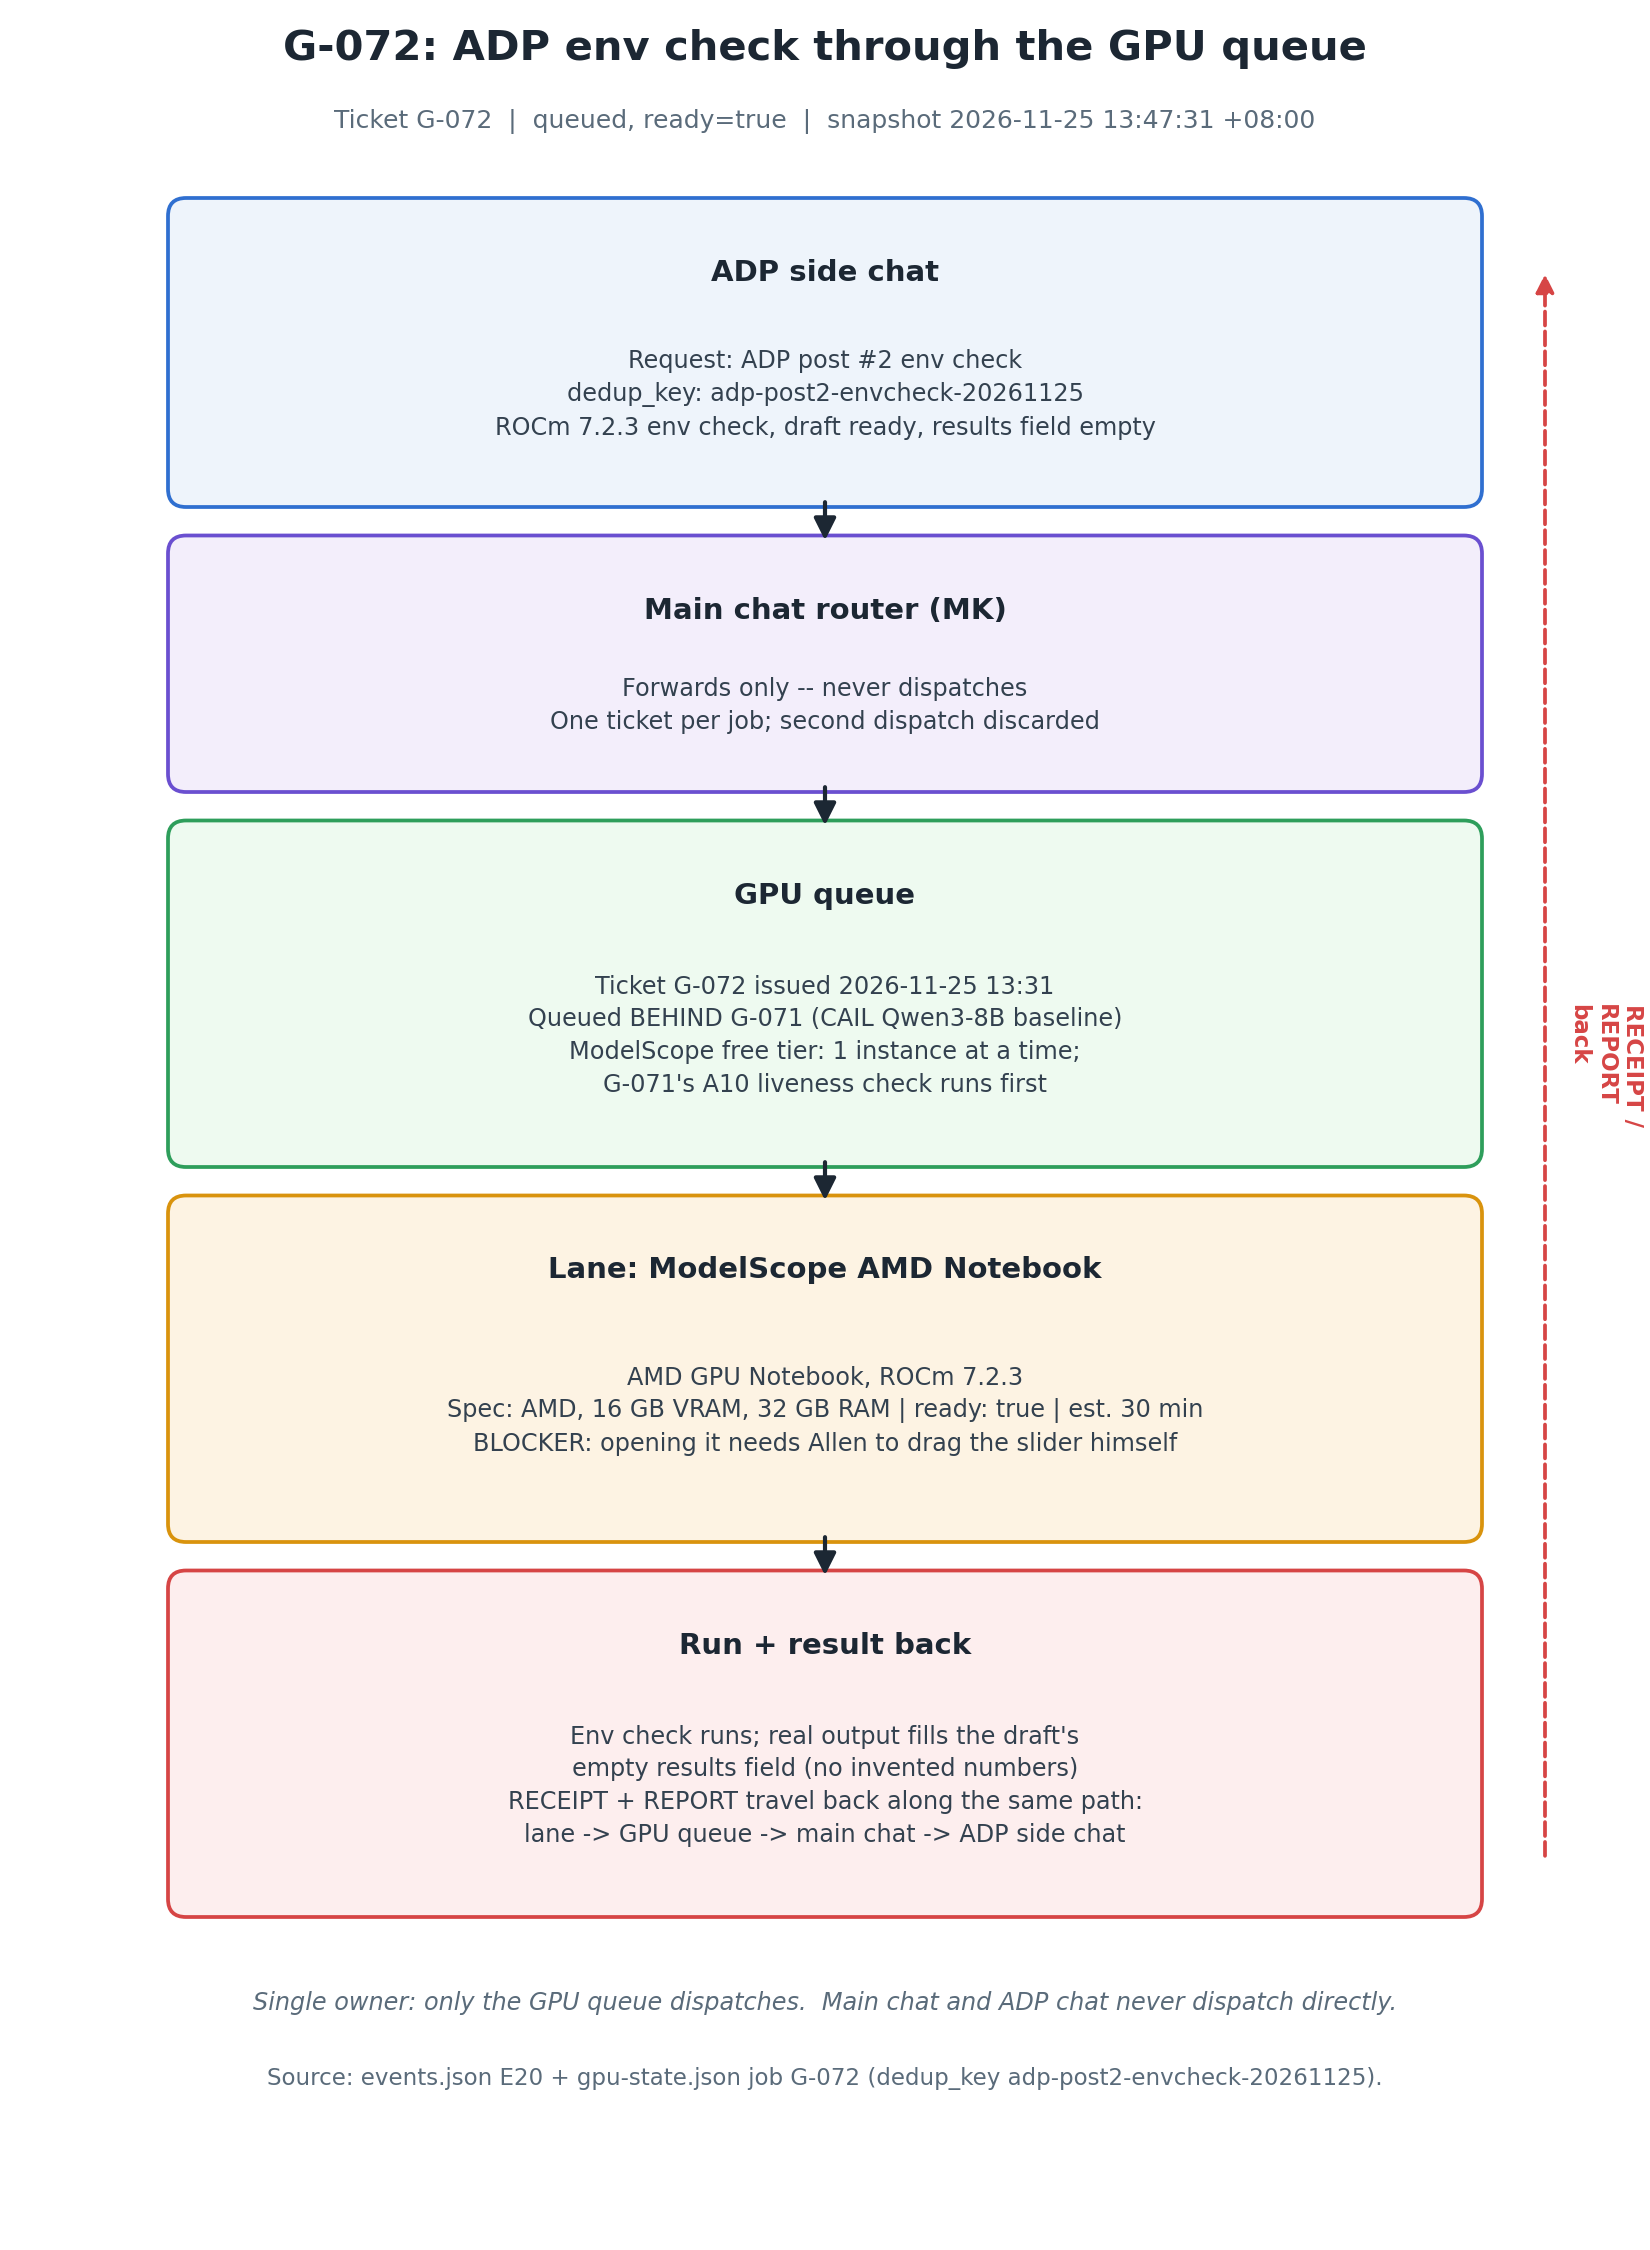 G-072: ADP env check through the GPU queue
Ticket G-072 | queued, ready=true | snapshot 2026-11-25 13:47:31 +08:00
ADP side chat
Request: ADP post #2 env check
dedup_key: adp-post2-envcheck-20261125
ROCm 7.2.3 env check, draft ready, results field empty
Main chat router (MK)
Forwards only -- never dispatches
One ticket per job; second dispatch discarded
GPU queue
Ticket G-072 issued 2026-11-25 13:31
Queued BEHIND G-071 (CAIL Qwen3-8B baseline)
ModelScope free tier: 1 instance at a time;
G-071's A10 liveness check runs first
RECEIPT /
REPORT
back
Lane: ModelScope AMD Notebook
AMD GPU Notebook, ROCm 7.2.3
Spec: AMD, 16 GB VRAM, 32 GB RAM | ready: true | est. 30 min
BLOCKER: opening it needs Allen to drag the slider himself
Run + result back
Env check runs; real output fills the draft's
empty results field (no invented numbers)
RECEIPT + REPORT travel back along the same path:
lane -> GPU queue -> main chat -> ADP side chat
Single owner: only the GPU queue dispatches.  Main chat and ADP chat never dispatch directly.
Source: events.json E20 + gpu-state.json job G-072 (dedup_key adp-post2-envcheck-20261125).